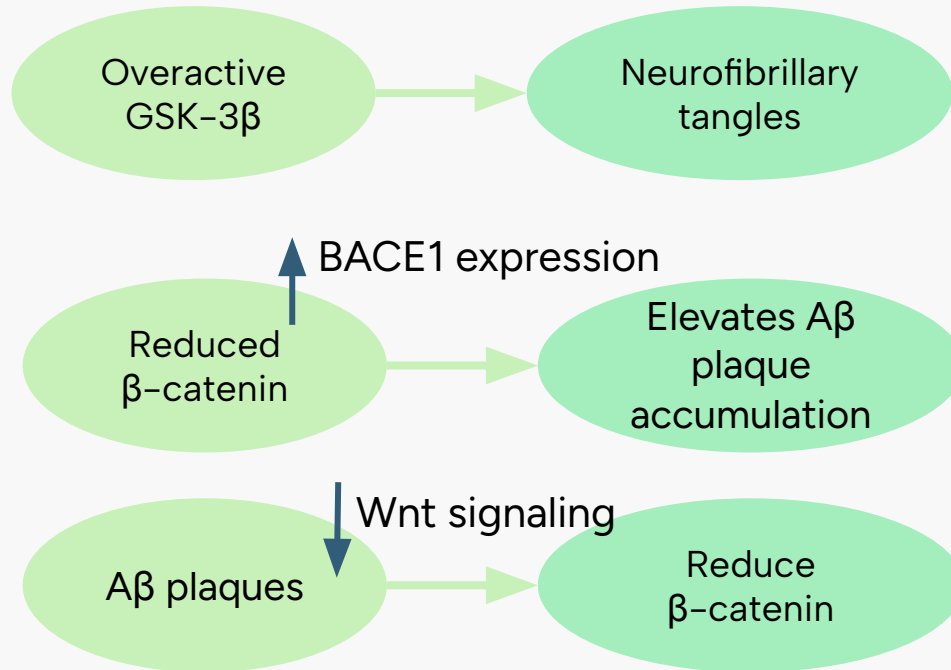 Overactive
GSK-3β
Neurofibrillary
tangles
BACE1 expression
Reduced
β-catenin
Elevates Aβ
plaque
accumulation
Wnt signaling
Aβ plaques
Reduce
β-catenin